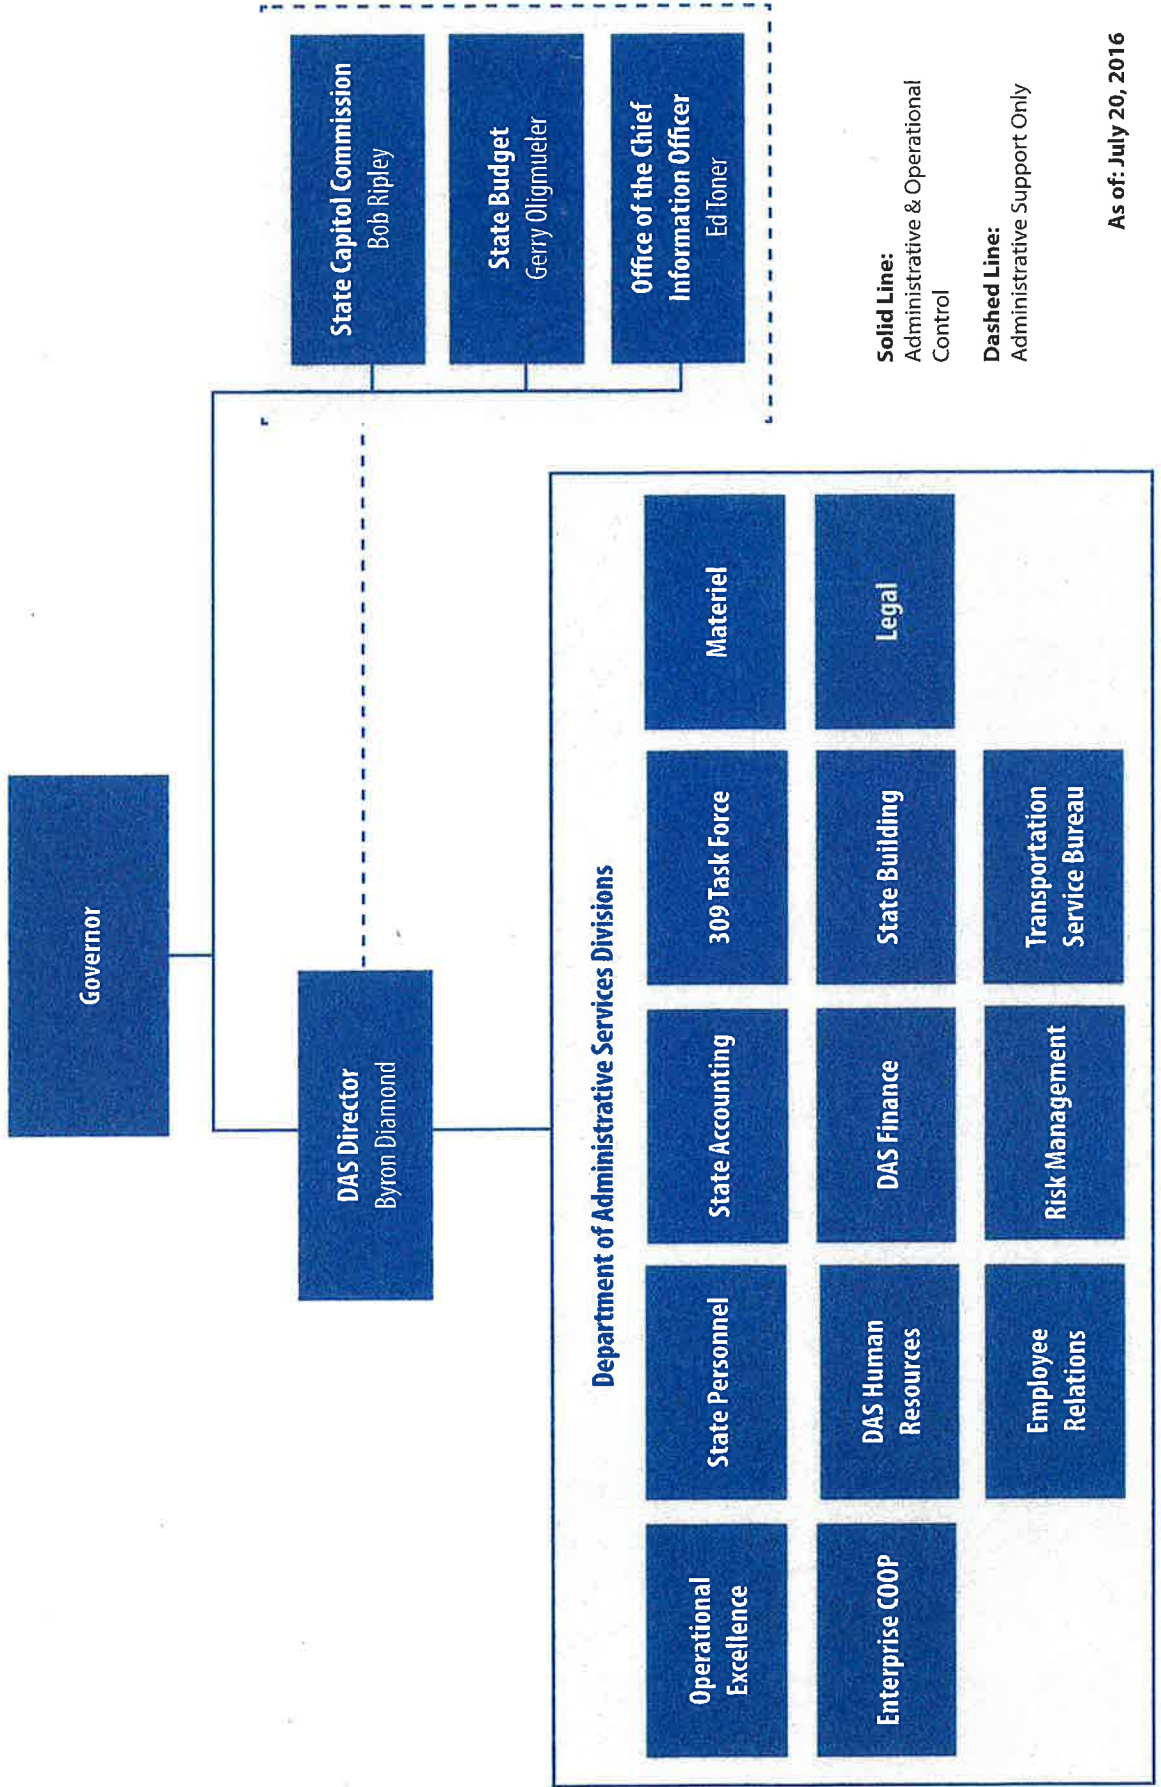 Governor
DAS Director
Byron Diamond
State Capitol Commission
Bob Ripley
State Budget
Gerry Oligmueler
Office of the Chief
Information Officer
Ed Toner
Department of Administrative Services Divisions
Operational
Excellence
State Personnel
State Accounting
309 Task Force
Materiel
Enterprise COOP
DAS Human
Resources
DAS Finance
State Building
Legal
Employee
Relations
Risk Management
Transportation
Service Bureau
Solid Line:
Administrative & Operational
Control
Dashed Line:
Administrative Support Only
As of: July 20, 2016